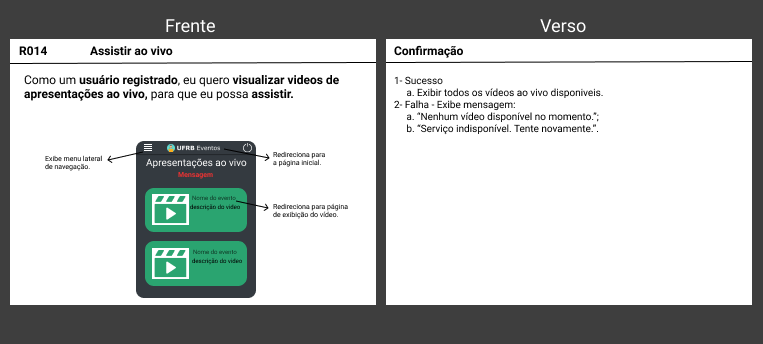 Frente
Verso
R014 Assistir ao vivo
Como um usuário registrado, eu quero visualizar videos de
apresentações ao vivo, para que eu possa assistir.
Exibe menu lateral
de navegação.
UFRB Eventos
Apresentações ao vivo
Mensagem
Nome do evento
descrição do video
Nome do evento
descrição do video
Redireciona para
a página inicial.
Redireciona para página
de exibição do vídeo.
Confirmação
1- Sucesso
a. Exibir todos os vídeos ao vivo disponiveis.
2- Falha - Exibe mensagem:
a. “Nenhum vídeo disponível no momento.”;
b. “Serviço indisponível. Tente novamente.”.